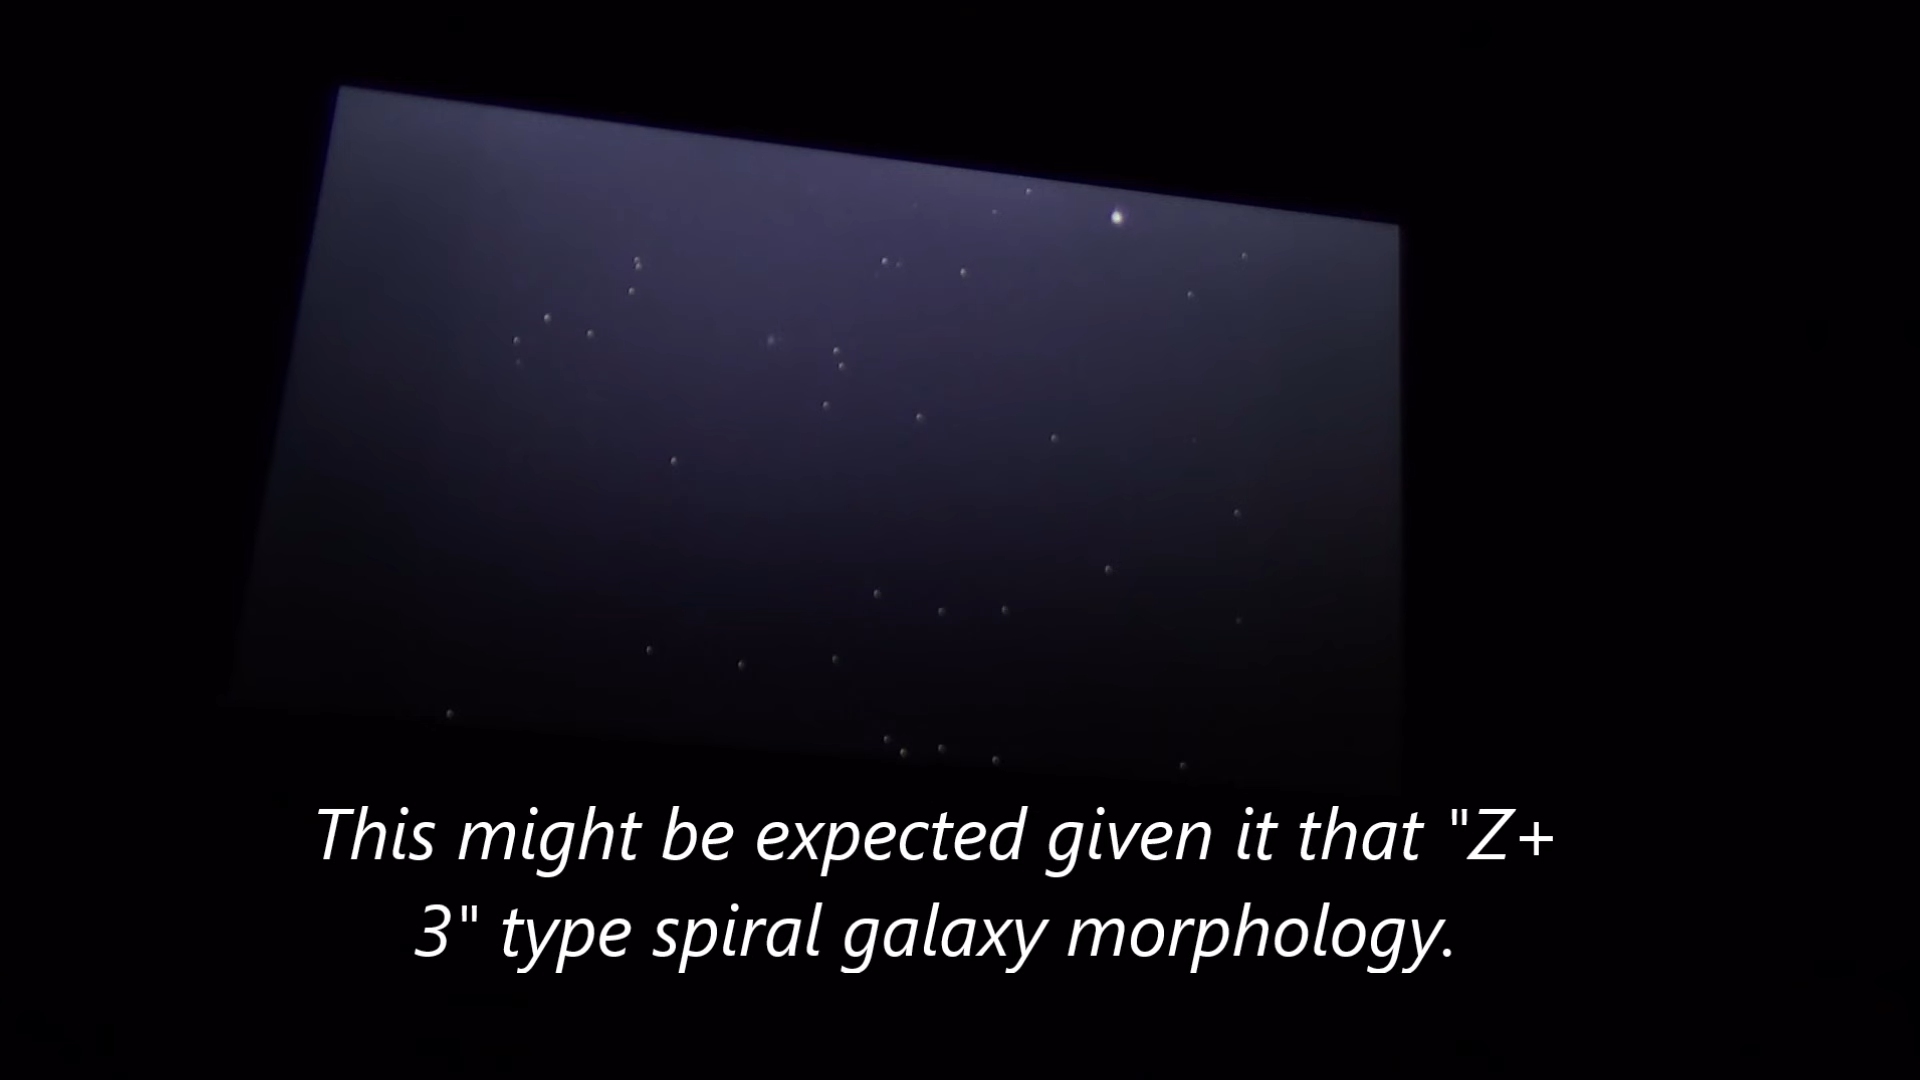 This might be expected given it that "Z+
3" type spiral galaxy morphology.